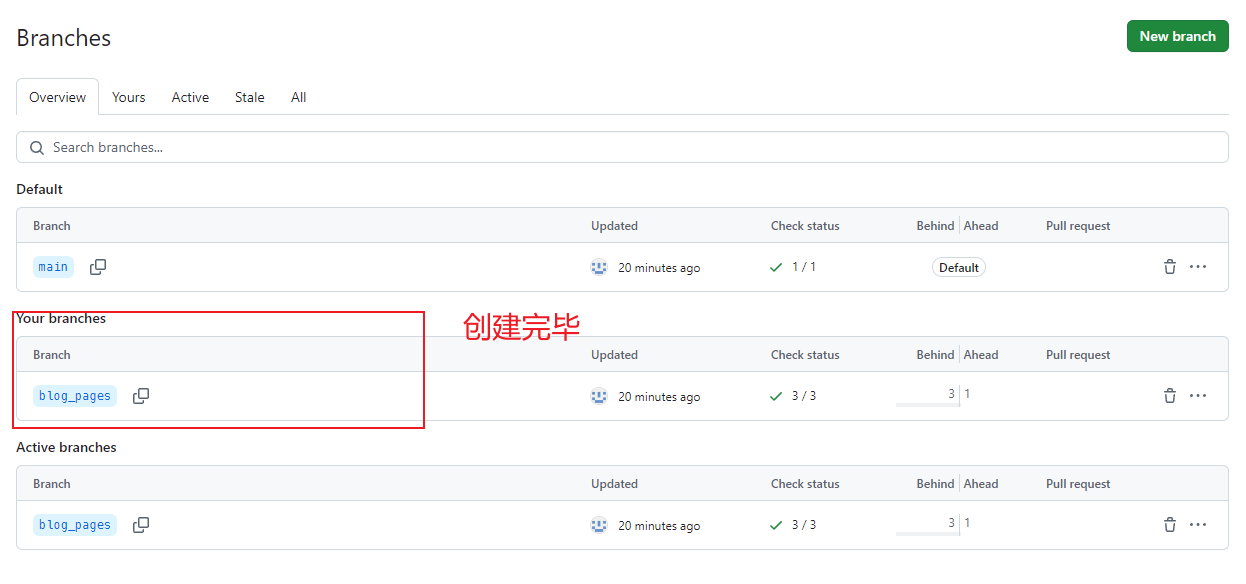 Branches
New branch
Overview Yours Active Stale All
Search branches...
Default
Branch Updated Check status Behind Ahead Pull request
main 20 minutes ago 1 / 1 Default
Your branches
创建完毕
Branch Updated Check status Behind Ahead Pull request
blog_pages 20 minutes ago 3 / 3 3 1
Active branches
Branch Updated Check status Behind Ahead Pull request
blog_pages 20 minutes ago 3 / 3 3 1